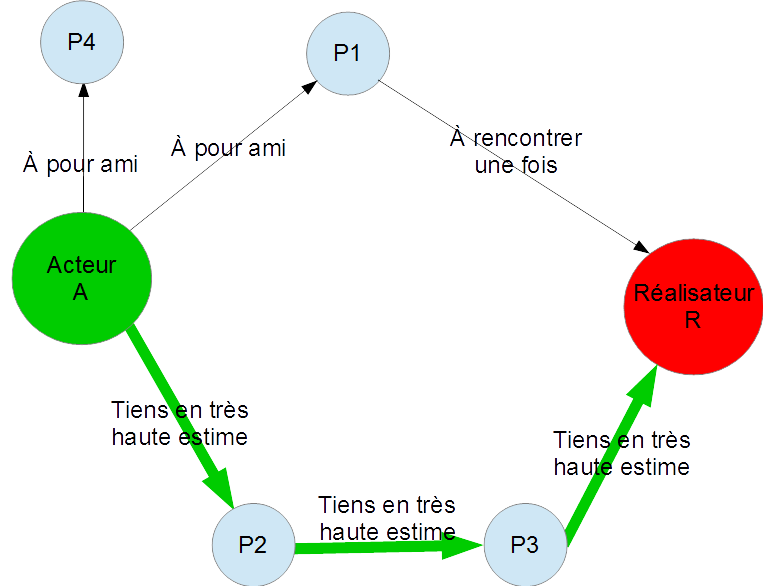 P4
P1
À pour ami
À pour ami
À rencontrer
une fois
Acteur
A
Réalisateur
R
Tiens en très
haute estime
Tiens en très
haute estime
Tiens en très
haute estime
P2
P3